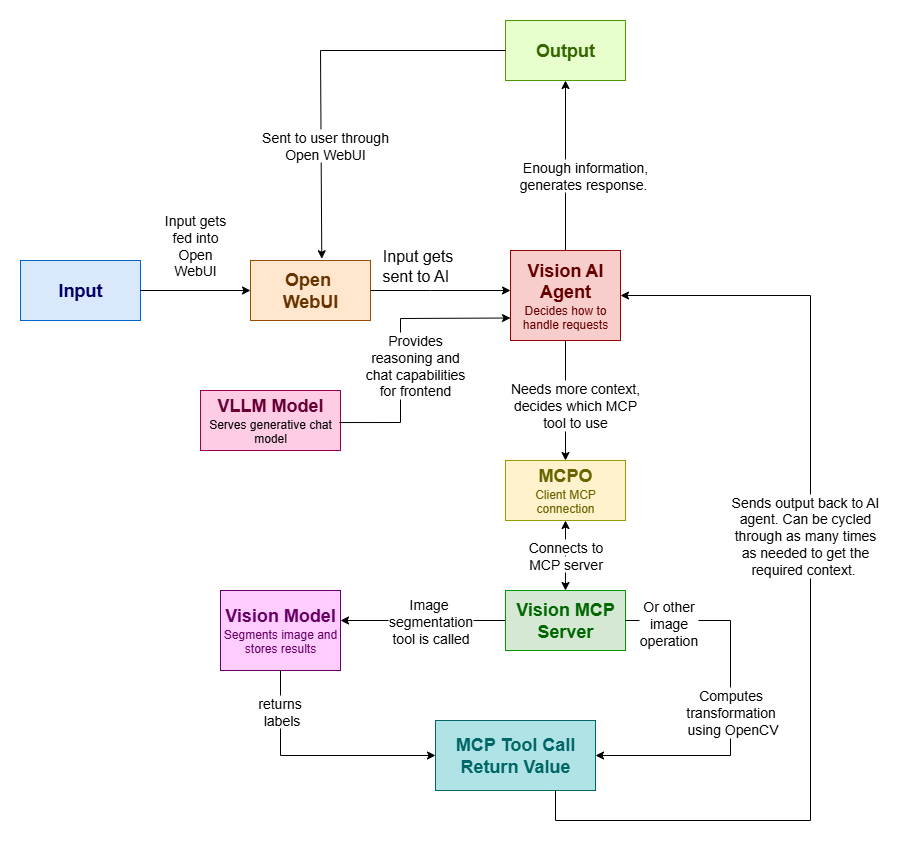 Output
Sent to user through
Open WebUI
Enough information,
generates response.
Input gets
fed into
Open
WebUI
Input
Open
WebUI
Input gets
sent to AI
Vision AI
Agent
Decides how to
handle requests
Provides
reasoning and
chat capabilities
for frontend
VLLM Model
Serves generative chat
model
Needs more context,
decides which MCP
tool to use
MCPO
Client MCP
connection
Sends output back to AI
agent. Can be cycled
through as many times
as needed to get the
required context.
Connects to
MCP server
Vision Model
Segments image and
stores results
Image
segmentation
tool is called
Vision MCP
Server
Or other
image
operation
returns
labels
Computes
transformation
using OpenCV
MCP Tool Call
Return Value